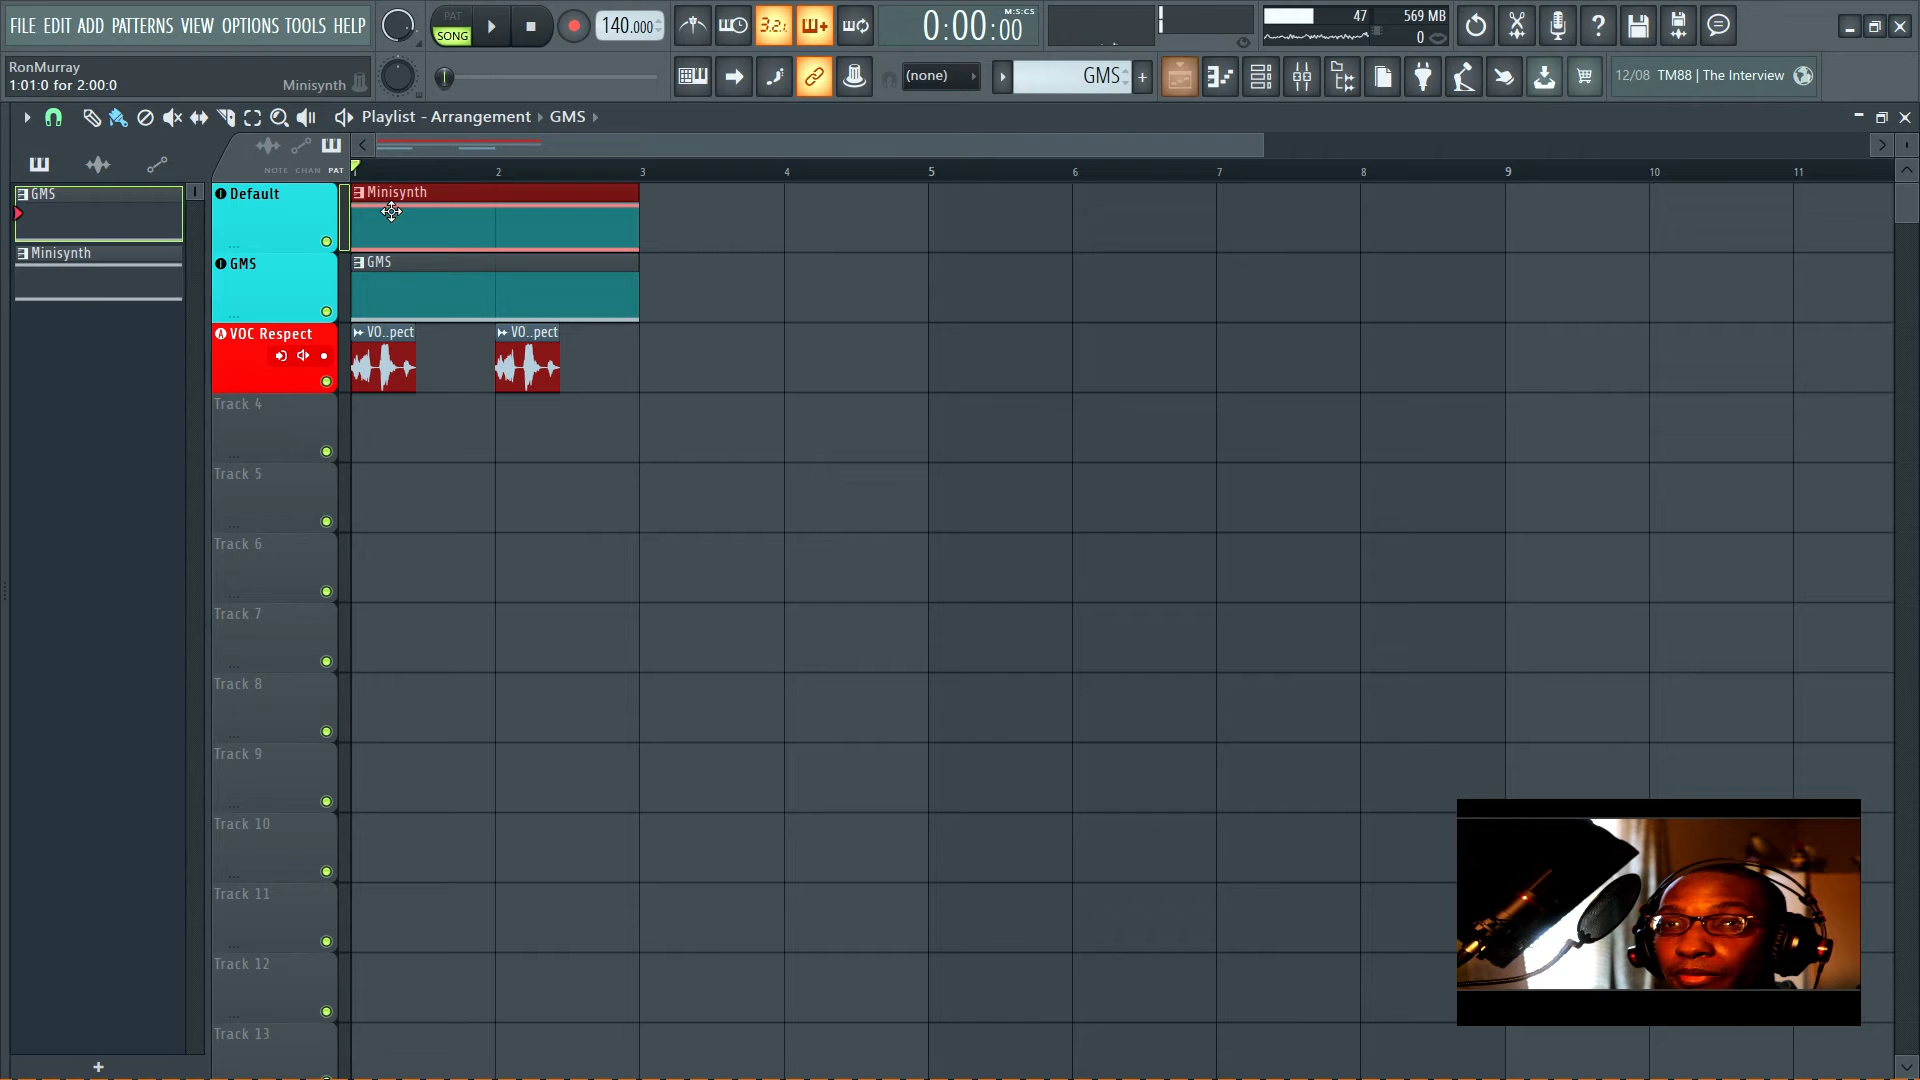 FILE EDIT ADD PATTERNS VIEW OPTIONS TOOLS HELP
PAT
SONG
140.000
3.2.
0:00:00
M:S:CS
47
569 MB
0
RonMurray
1:01:0 for 2:00:0
Minisynth
(none)
GMS
12/08 TM88 | The Interview
Playlist - Arrangement GMS
NOTE CHAN PAT
1 2 3 4 5 6 7 8 9 10 11
GMS
Minisynth
Default
Minisynth
GMS
GMS
VOC Respect
VO..pect
VO..pect
Track 4
Track 5
Track 6
Track 7
Track 8
Track 9
Track 10
Track 11
Track 12
Track 13